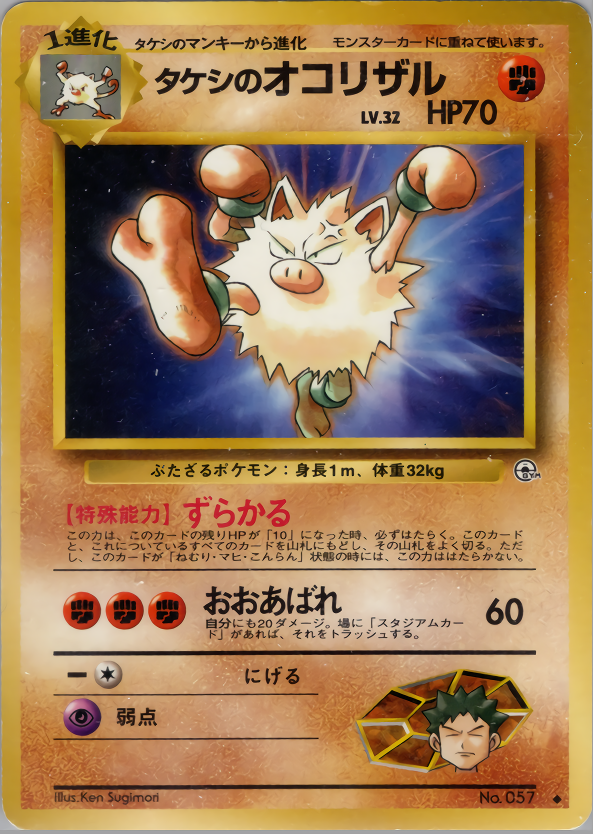 1進化
タケシのマンキーから進化
モンスターカードに重ねて使います。
タケシのオコリザル
LV.32 HP70
ぶたざるポケモン：身長1m、体重32kg
GYM
【特殊能力】ずらかる
この力は、このカードの残りHPが「10」になった時、必ずはたらく。このカード
と、これについているすべてのカードを山札にもどし、その山札をよく切る。ただ
し、このカードが「ねむり・マヒ・こんらん」状態の時には、この力ははたらかない。
おおあばれ 60
自分にも20ダメージ。場に「スタジアムカー
ド」があれば、それをトラッシュする。
にげる
弱点
Illus.Ken Sugimori
No. 057